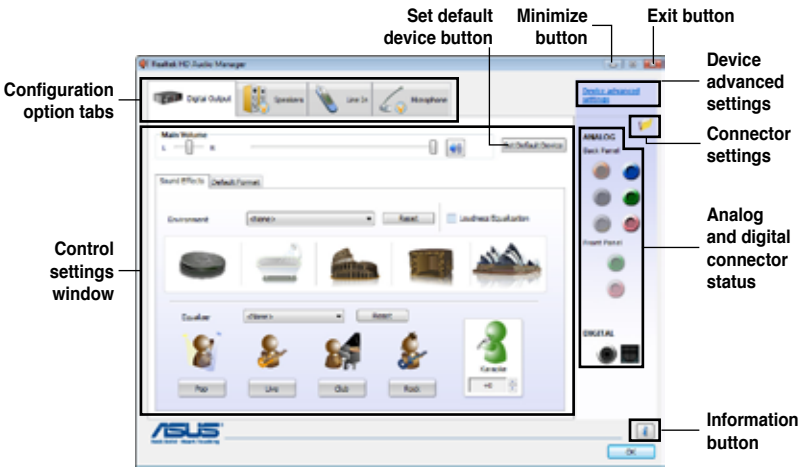 Set default
device button
Minimize
button
Exit button
Configuration
option tabs
Control
settings
window
Device
advanced
settings
Connector
settings
Analog
and digital
connector
status
Information
button
Realtek HD Audio Manager
Digital Output
Speakers
Line In
Microphone
Device advanced
settings
Main Volume
L
R
Set Default Device
ANALOG
Back Panel
Sound Effects
Default Format
Environment
<None>
Reset
Loudness Equalization
Front Panel
Equalizer
<None>
Reset
DIGITAL
Pop
Live
Club
Rock
Karaoke
+0
ASUS
i
OK